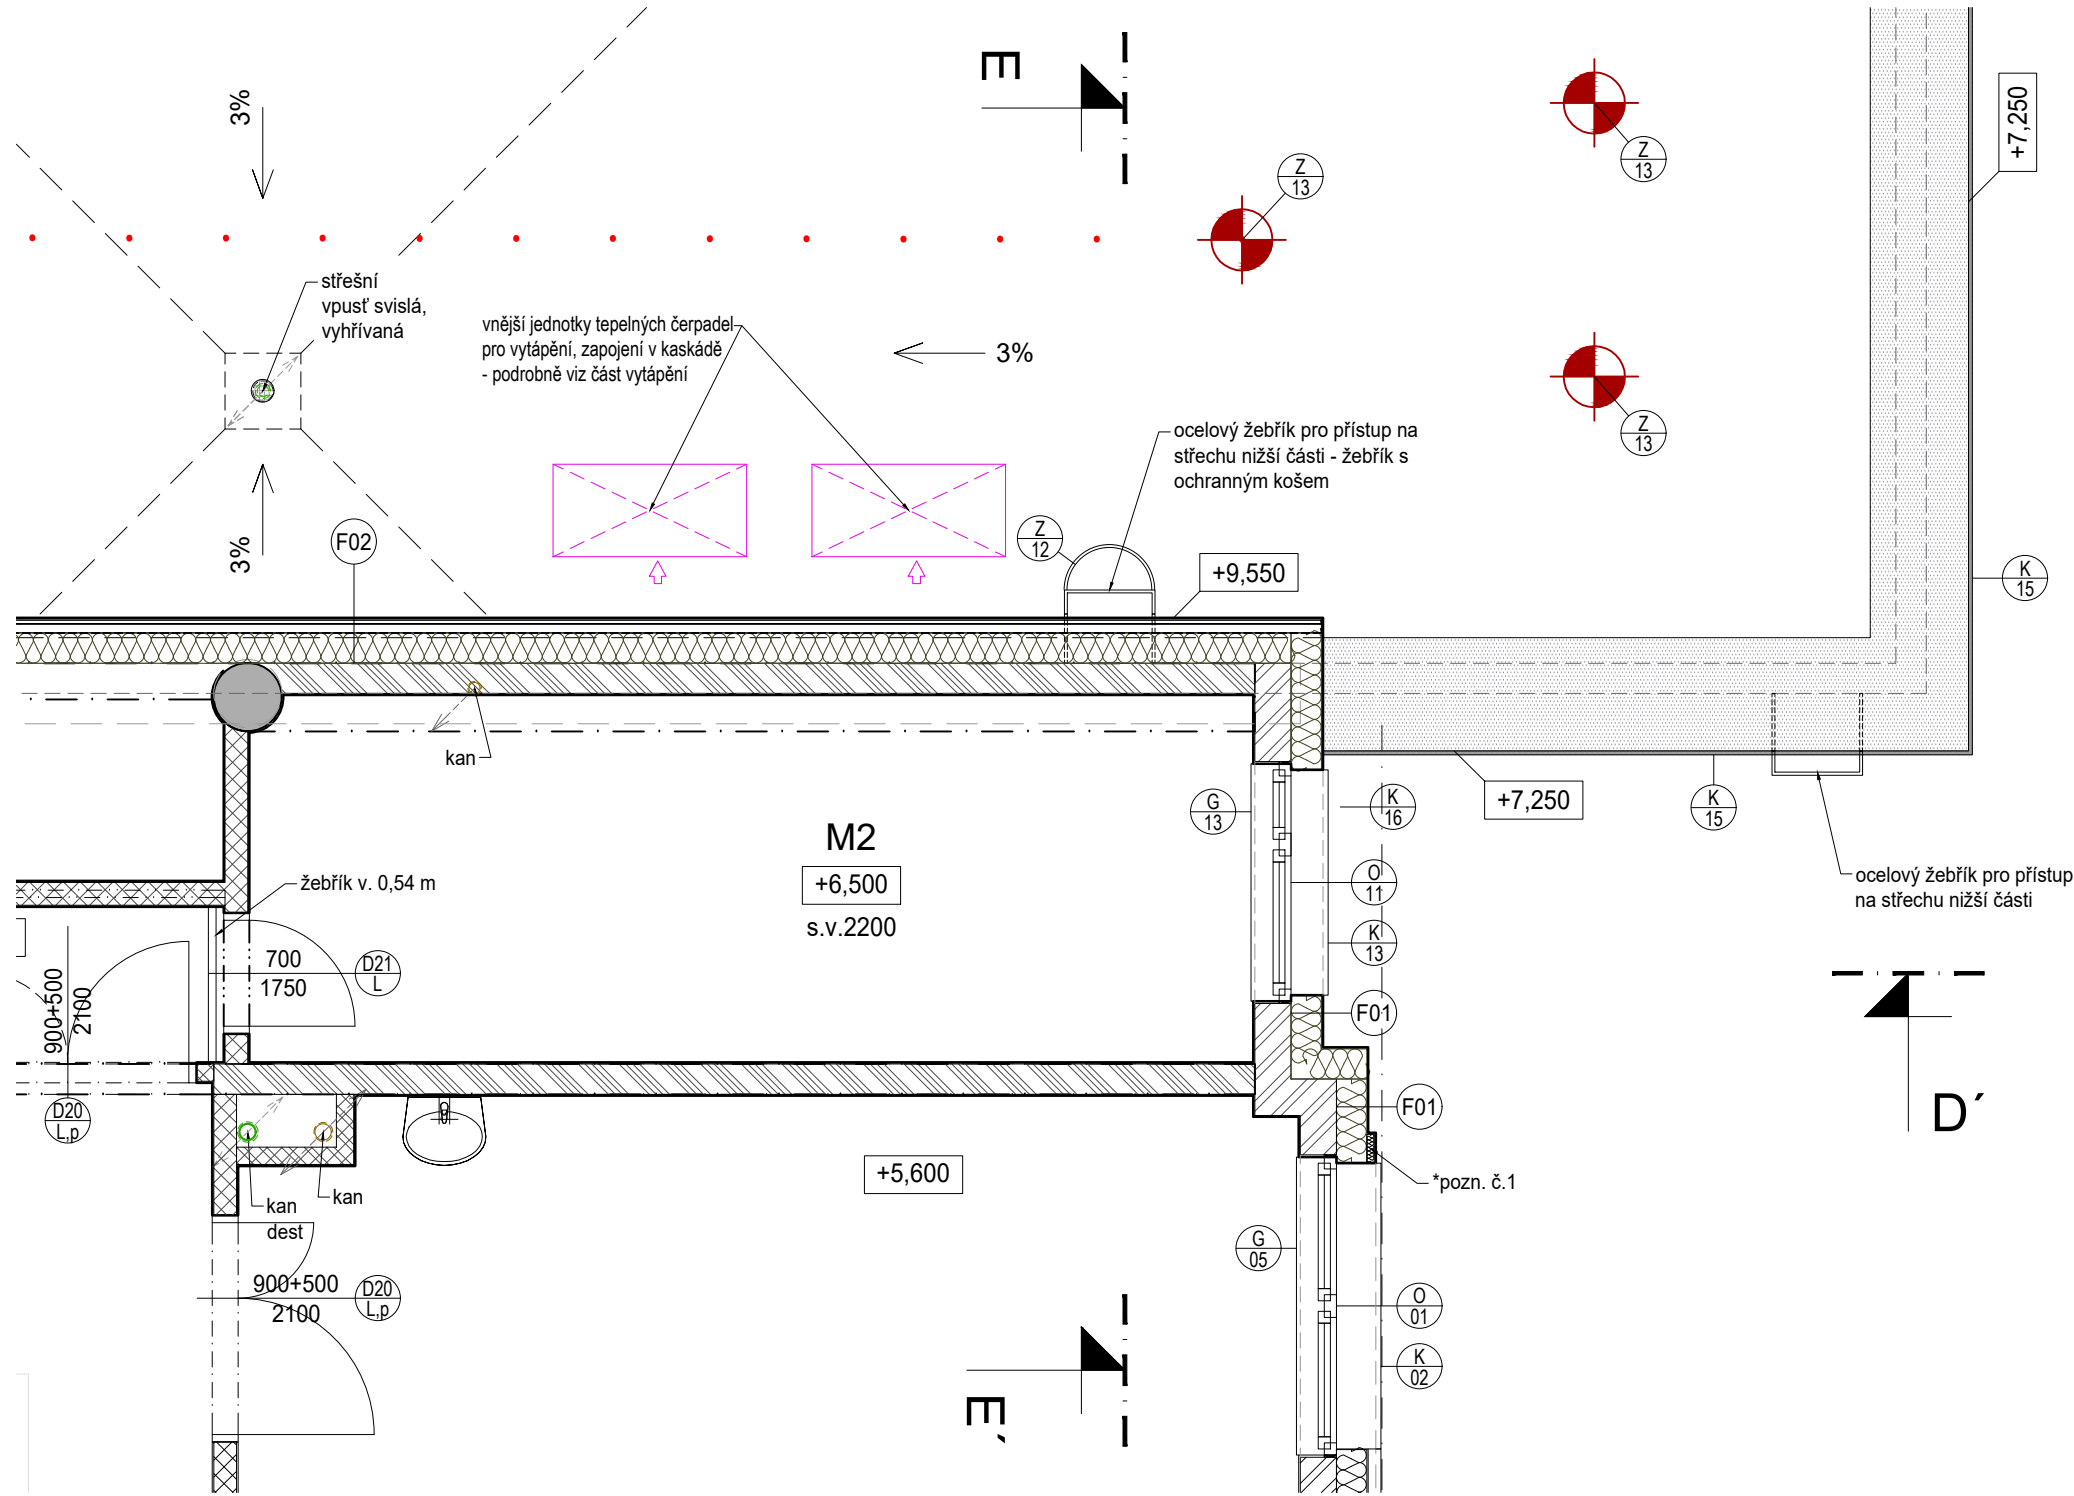 E
3%
+7,250
Z
13
Z
13
střešní
vpusť svislá,
vyhřívaná
vnější jednotky tepelných čerpadel
pro vytápění, zapojení v kaskádě
- podrobně viz část vytápění
3%
Z
13
ocelový žebřík pro přístup na
střechu nižší části - žebřík s
ochranným košem
3%
F02
Z
12
+9,550
K
15
kan
G
13
K
16
+7,250
K
15
M2
+6,500
s.v.2200
žebřík v. 0,54 m
O
11
ocelový žebřík pro přístup
na střechu nižší části
K
13
700
1750
D21
L
900+500
2100
F01
D20
L,p
F01
D´
+5,600
*pozn. č.1
kan
kan
dest
G
05
900+500
2100
D20
L,p
O
01
K
02
E´